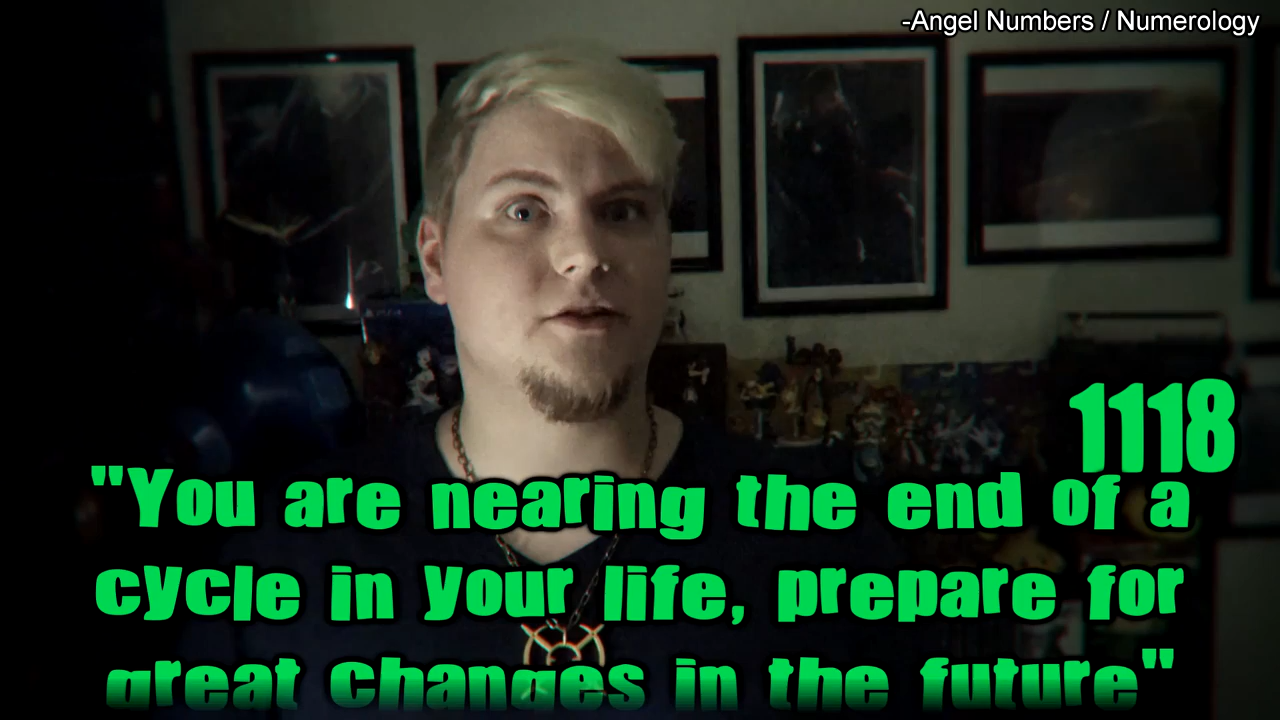 -Angel Numbers / Numerology
1118
"You are nearing the end of a
cycle in your life, prepare for
great changes in the future"